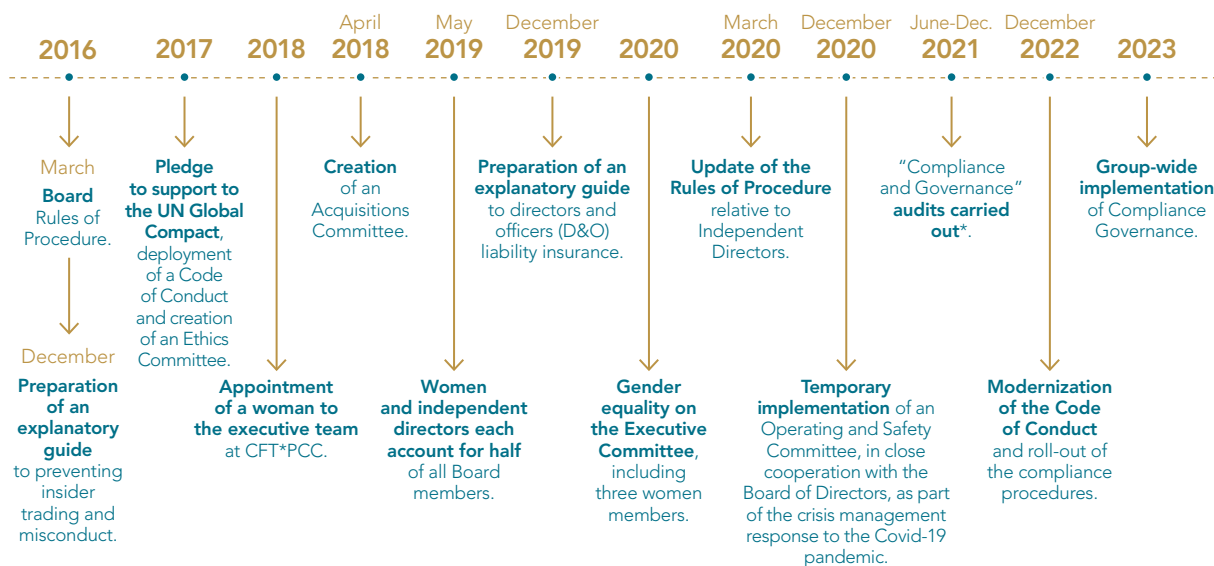 2016
March
Board
Rules of
Procedure.
December
Preparation
of an
explanatory
guide
to preventing
insider
trading and
misconduct.
2017
Pledge
to support to
the UN Global
Compact,
deployment
of a Code
of Conduct
and creation
of an Ethics
Committee.
2018
Appointment
of a woman to
the executive team
at CFT*PCC.
April
2018
Creation
of an
Acquisitions
Committee.
May
2019
Women
and independent
directors each
account for half
of all Board
members.
December
2019
Preparation of an
explanatory guide
to directors and
officers (D&O)
liability insurance.
2020
Gender
equality on
the Executive
Committee,
including
three women
members.
March
2020
Update of the
Rules of Procedure
relative to
Independent
Directors.
December
2020
Temporary
implementation of an
Operating and Safety
Committee, in close
cooperation with the
Board of Directors, as part
of the crisis management
response to the Covid-19
pandemic.
June-Dec.
2021
“Compliance
and Governance”
audits carried
out*.
December
2022
Modernization
of the Code
of Conduct
and roll-out of
the compliance
procedures.
2023
Group-wide
implementation
of Compliance
Governance.